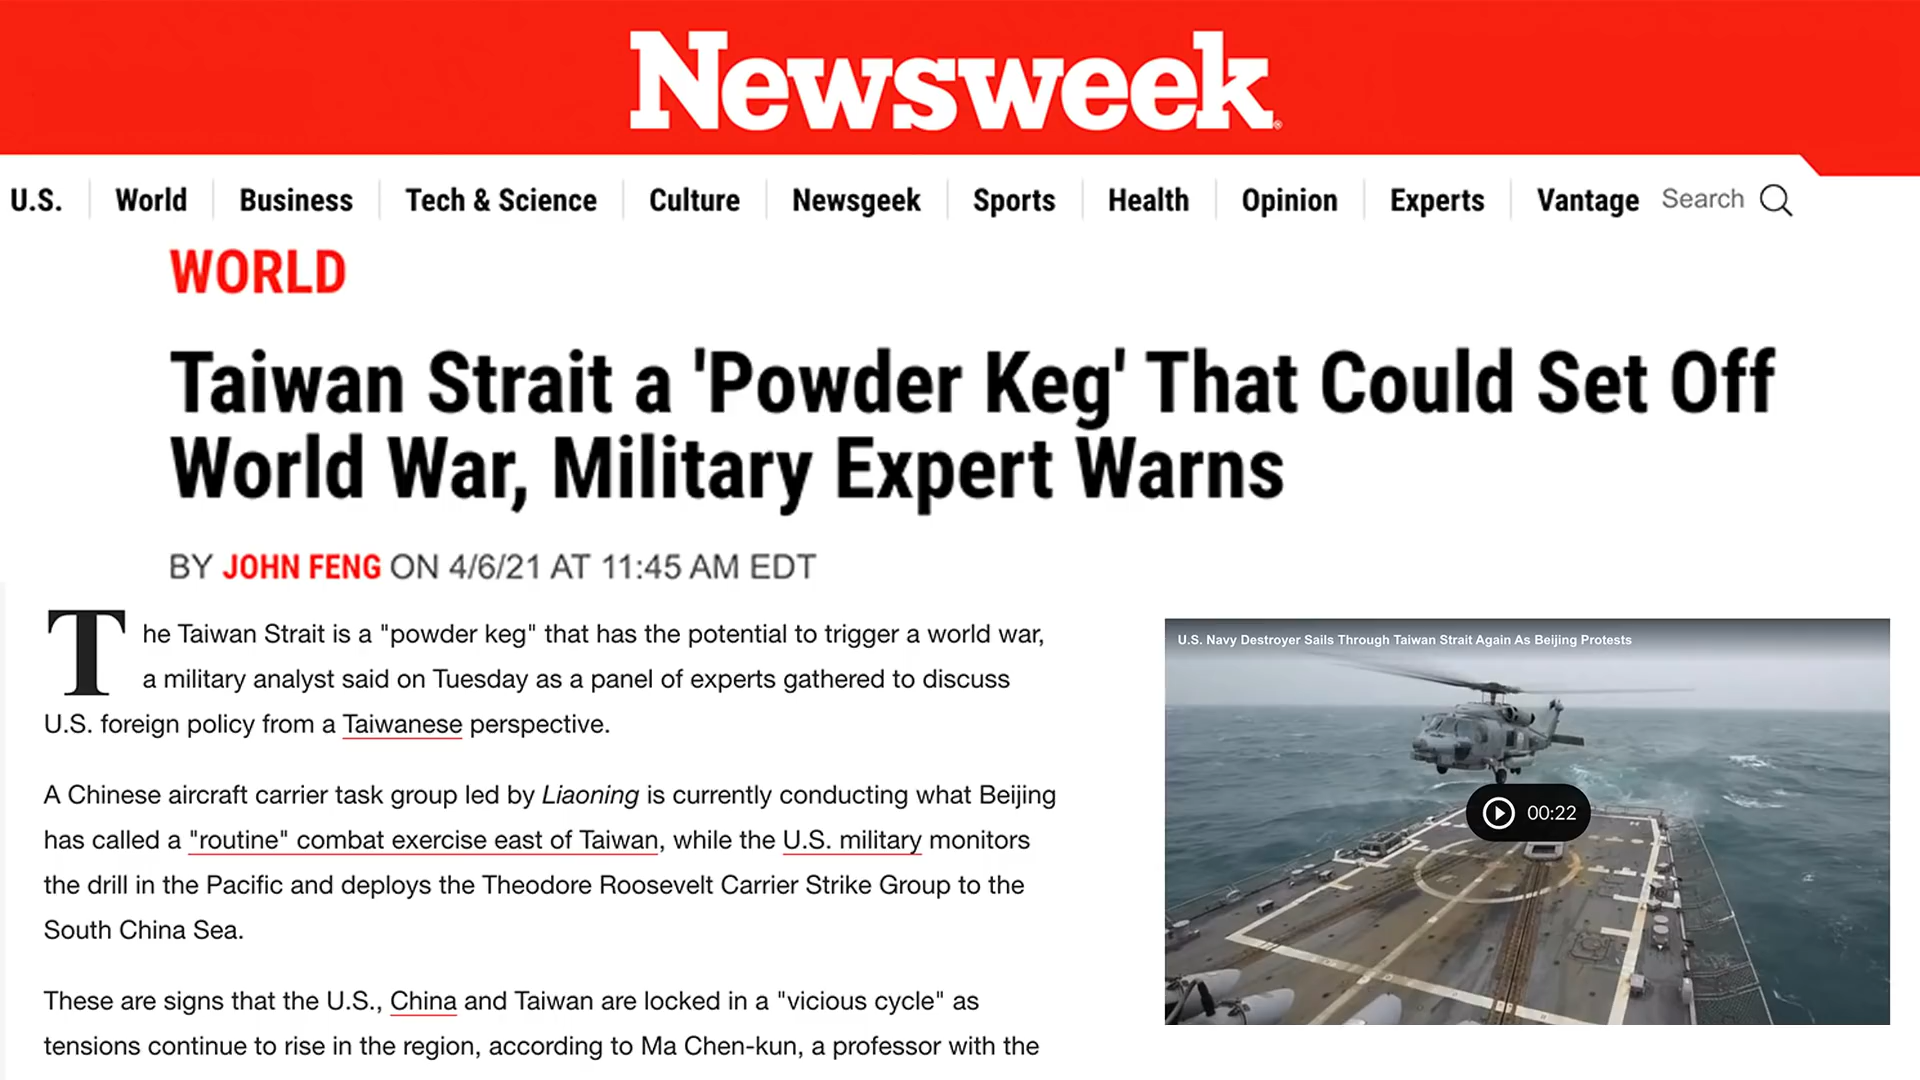 Newsweek
U.S. World Business Tech & Science Culture Newsgeek Sports Health Opinion Experts Vantage Search
WORLD
Taiwan Strait a 'Powder Keg' That Could Set Off
World War, Military Expert Warns
BY JOHN FENG ON 4/6/21 AT 11:45 AM EDT
The Taiwan Strait is a "powder keg" that has the potential to trigger a world war,
a military analyst said on Tuesday as a panel of experts gathered to discuss
U.S. foreign policy from a Taiwanese perspective.
A Chinese aircraft carrier task group led by Liaoning is currently conducting what Beijing
has called a "routine" combat exercise east of Taiwan, while the U.S. military monitors
the drill in the Pacific and deploys the Theodore Roosevelt Carrier Strike Group to the
South China Sea.
These are signs that the U.S., China and Taiwan are locked in a "vicious cycle" as
tensions continue to rise in the region, according to Ma Chen-kun, a professor with the
U.S. Navy Destroyer Sails Through Taiwan Strait Again As Beijing Protests
00:22